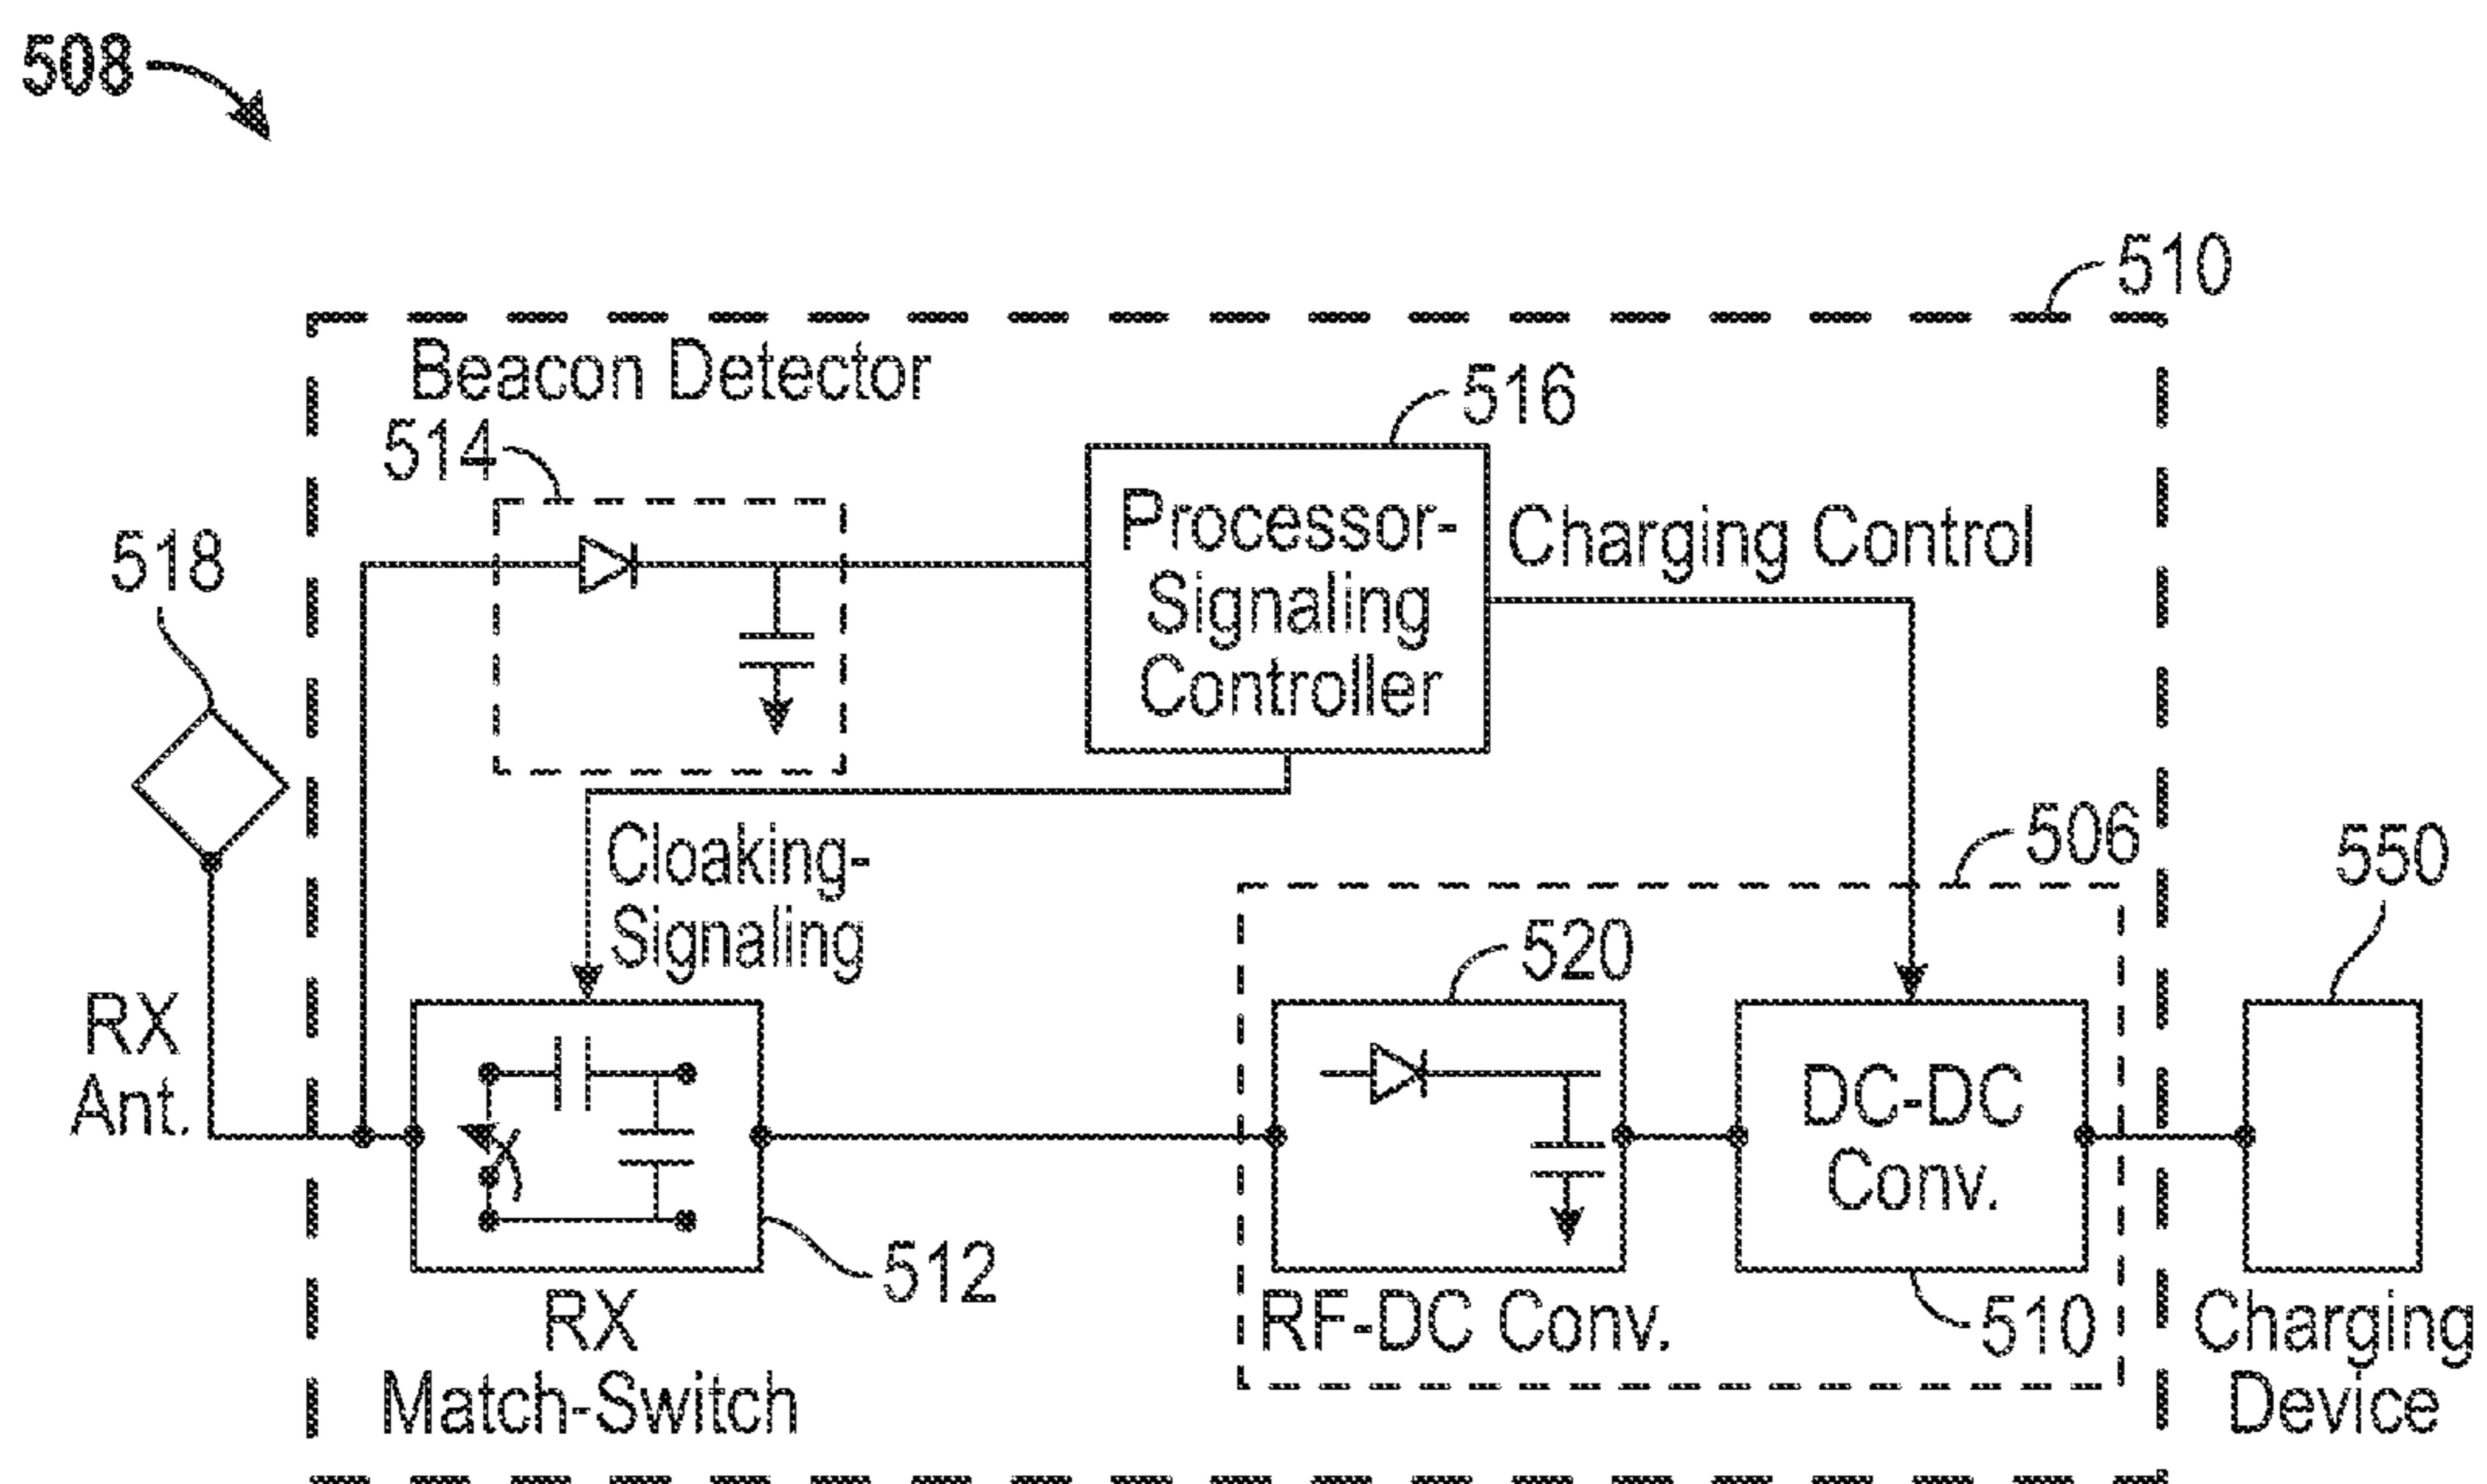 508
510
Beacon Detector
514
516
Processor-
Signaling
Controller
Charging Control
518
Cloaking-
Signaling
506
550
520
RX
Ant.
DC-DC
Conv.
512
RX
Match-Switch
RF-DC Conv.
510
Charging
Device